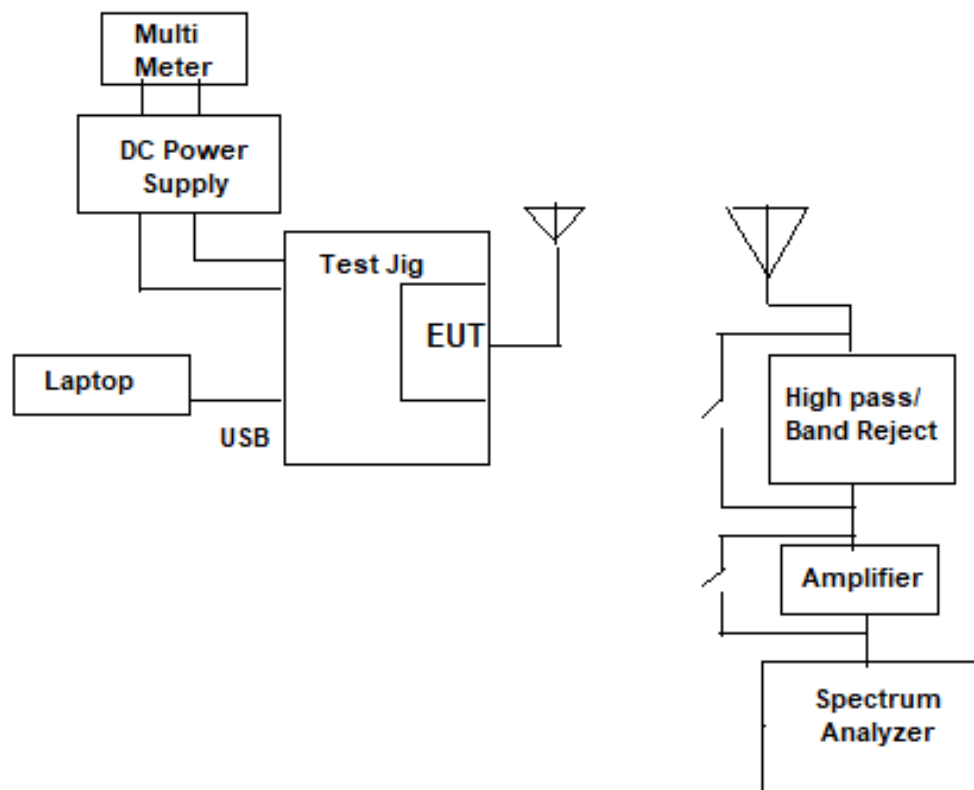 Multi
Meter
DC Power
Supply
Test Jig
EUT
Laptop
USB
High pass/
Band Reject
Amplifier
Spectrum
Analyzer